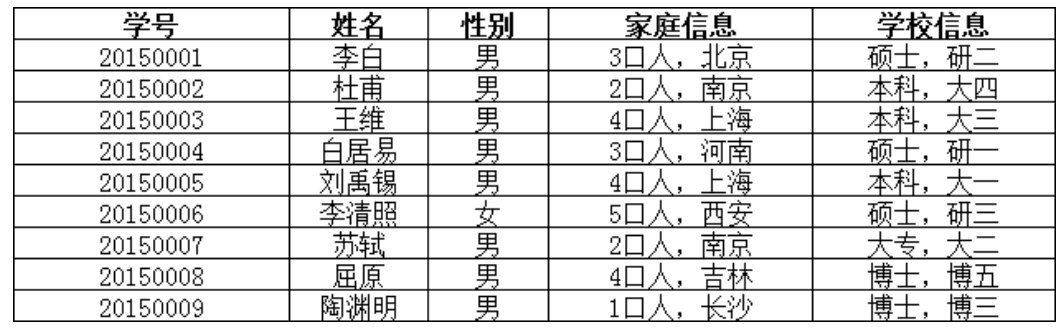 学号 姓名 性别 家庭信息 学校信息
20150001 李白 男 3口人，北京 硕士，研二
20150002 杜甫 男 2口人，南京 本科，大四
20150003 王维 男 4口人，上海 本科，大三
20150004 白居易 男 3口人，河南 硕士，研一
20150005 刘禹锡 男 4口人，上海 本科，大一
20150006 李清照 女 5口人，西安 硕士，研三
20150007 苏轼 男 2口人，南京 大专，大二
20150008 屈原 男 4口人，吉林 博士，博五
20150009 陶渊明 男 1口人，长沙 博士，博三